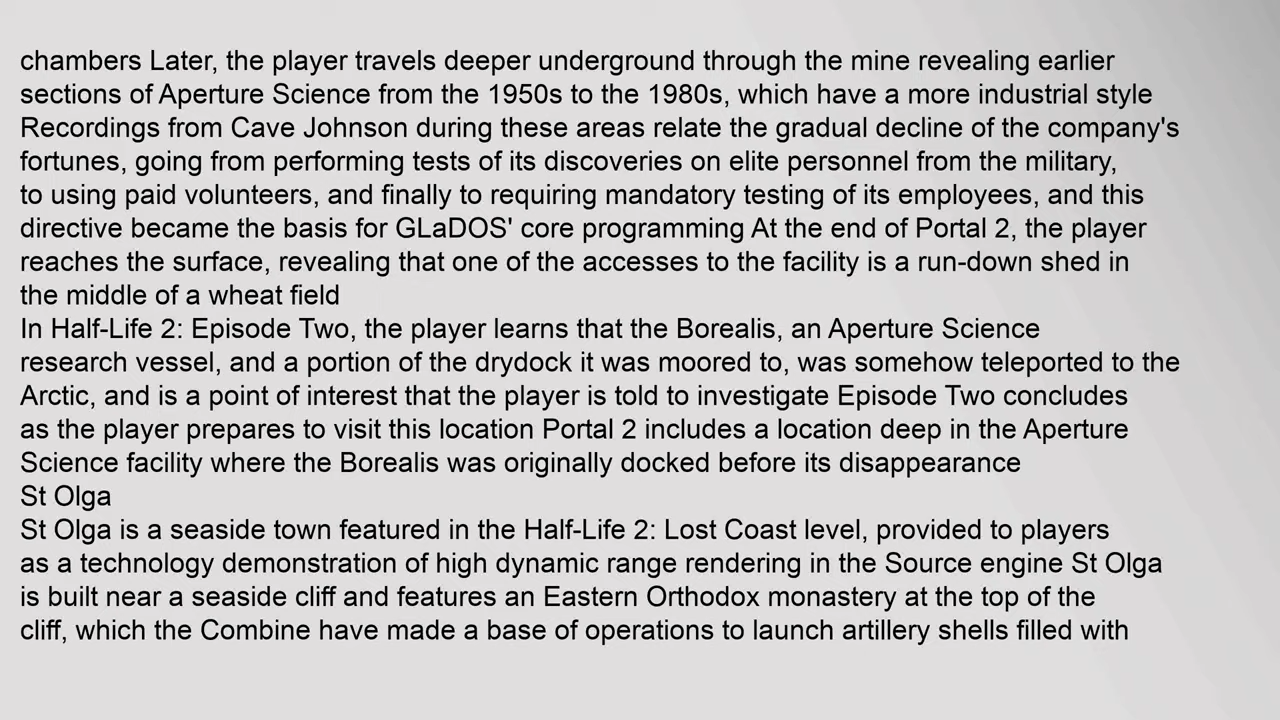 chambers Later, the player travels deeper underground through the mine revealing earlier
sections of Aperture Science from the 1950s to the 1980s, which have a more industrial style
Recordings from Cave Johnson during these areas relate the gradual decline of the company's
fortunes, going from performing tests of its discoveries on elite personnel from the military,
to using paid volunteers, and finally to requiring mandatory testing of its employees, and this
directive became the basis for GLaDOS' core programming At the end of Portal 2, the player
reaches the surface, revealing that one of the accesses to the facility is a run-down shed in
the middle of a wheat field
In Half-Life 2: Episode Two, the player learns that the Borealis, an Aperture Science
research vessel, and a portion of the drydock it was moored to, was somehow teleported to the
Arctic, and is a point of interest that the player is told to investigate Episode Two concludes
as the player prepares to visit this location Portal 2 includes a location deep in the Aperture
Science facility where the Borealis was originally docked before its disappearance
St Olga
St Olga is a seaside town featured in the Half-Life 2: Lost Coast level, provided to players
as a technology demonstration of high dynamic range rendering in the Source engine St Olga
is built near a seaside cliff and features an Eastern Orthodox monastery at the top of the
cliff, which the Combine have made a base of operations to launch artillery shells filled with